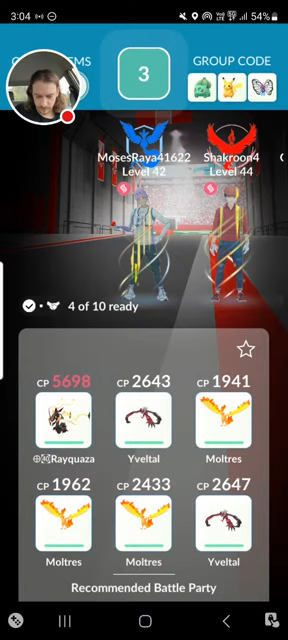 3:04
54%
EMS
3
GROUP CODE
MosesRaya41622
Level 42
Shakroon4
Level 44
4 of 10 ready
CP 5698
CP 2643
CP 1941
Rayquaza
Yveltal
Moltres
CP 1962
CP 2433
CP 2647
Moltres
Moltres
Yveltal
Recommended Battle Party